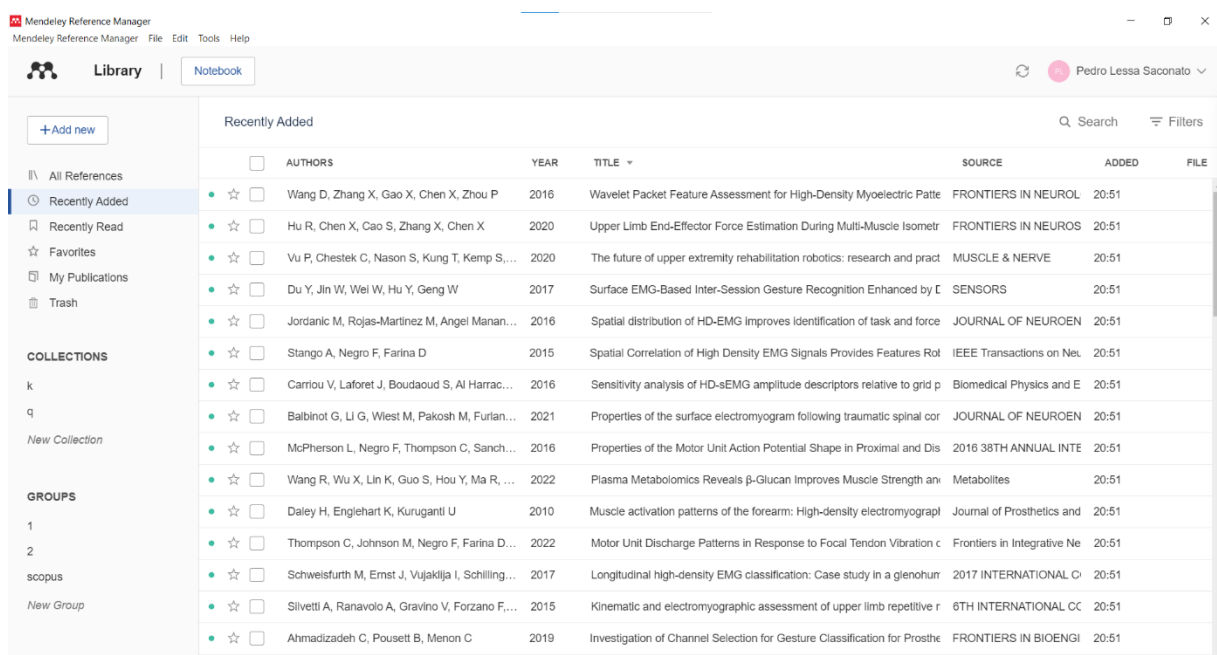 Mendeley Reference Manager
Mendeley Reference Manager File Edit Tools Help
Library | Notebook
PL Pedro Lessa Saconato
+Add new
Recently Added
Search Filters
All References
Recently Added
Recently Read
Favorites
My Publications
Trash
COLLECTIONS
k
q
New Collection
GROUPS
1
2
scopus
New Group
AUTHORS YEAR TITLE SOURCE ADDED FILE
Wang D, Zhang X, Gao X, Chen X, Zhou P 2016 Wavelet Packet Feature Assessment for High-Density Myoelectric Patte FRONTIERS IN NEUROL 20:51
Hu R, Chen X, Cao S, Zhang X, Chen X 2020 Upper Limb End-Effector Force Estimation During Multi-Muscle Isometr FRONTIERS IN NEUROS 20:51
Vu P, Chestek C, Nason S, Kung T, Kemp S,... 2020 The future of upper extremity rehabilitation robotics: research and pract MUSCLE & NERVE 20:51
Du Y, Jin W, Wei W, Hu Y, Geng W 2017 Surface EMG-Based Inter-Session Gesture Recognition Enhanced by SENSORS 20:51
Jordanic M, Rojas-Martinez M, Angel Manan... 2016 Spatial distribution of HD-EMG improves identification of task and force JOURNAL OF NEUROEN 20:51
Stango A, Negro F, Farina D 2015 Spatial Correlation of High Density EMG Signals Provides Features IEEE Transactions on 20:51
Carriou V, Laforet J, Boudaoud S, Al Harrac... 2016 Sensitivity analysis of HD-sEMG amplitude descriptors relative to grid p Biomedical Physics and E 20:51
Balbinot G, Li G, Wiest M, Pakosh M, Furlan... 2021 Properties of the surface electromyogram following traumatic spinal cor JOURNAL OF NEUROEN 20:51
McPherson L, Negro F, Thompson C, Sanch... 2016 Properties of the Motor Unit Action Potential Shape in Proximal and Dis 2016 38TH ANNUAL INTE 20:51
Wang R, Wu X, Lin K, Guo S, Hou Y, Ma R, ... 2022 Plasma Metabolomics Reveals β-Glucan Improves Muscle Strength Metabolites 20:51
Daley H, Englehart K, Kuruganti U 2010 Muscle activation patterns of the forearm: High-density Journal of Prosthetics and 20:51
Thompson C, Johnson M, Negro F, Farina D... 2022 Motor Unit Discharge Patterns in Response to Focal Tendon Vibration Frontiers in Integrative Ne 20:51
Schweisfurth M, Ernst J, Vujaklija I, Schilling... 2017 Longitudinal high-density EMG classification: Case study in a 2017 INTERNATIONAL 20:51
Silvetti A, Ranavolo A, Gravino V, Forzano F,... 2015 Kinematic and electromyographic assessment of upper limb repetitive 6TH INTERNATIONAL 20:51
Ahmadizadeh C, Pousett B, Menon C 2019 Investigation of Channel Selection for Gesture Classification for FRONTIERS IN BIOENGI 20:51